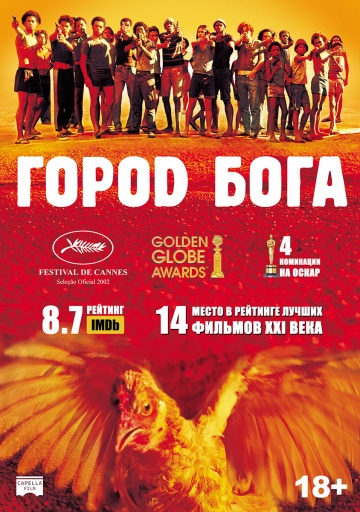 ГОРОД БОГА
FESTIVAL DE CANNES
Seleção Oficial 2002
GOLDEN
GLOBE
AWARDS
4
НОМИНАЦИИ
НА ОСКАР
8.7 РЕЙТИНГ
IMDb
14 МЕСТО В РЕЙТИНГЕ ЛУЧШИХ
ФИЛЬМОВ XXI ВЕКА
CAPELLA
FILM
18+